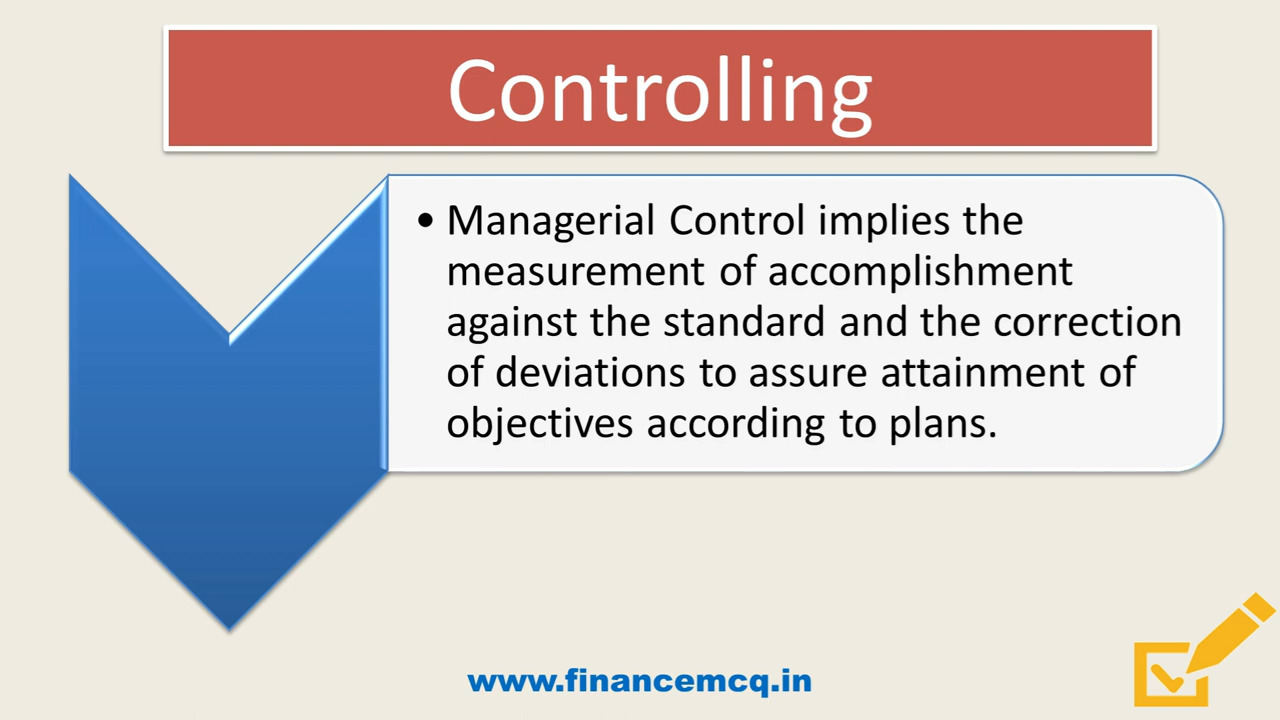 Controlling
• Managerial Control implies the
measurement of accomplishment
against the standard and the correction
of deviations to assure attainment of
objectives according to plans.
www.financemcq.in